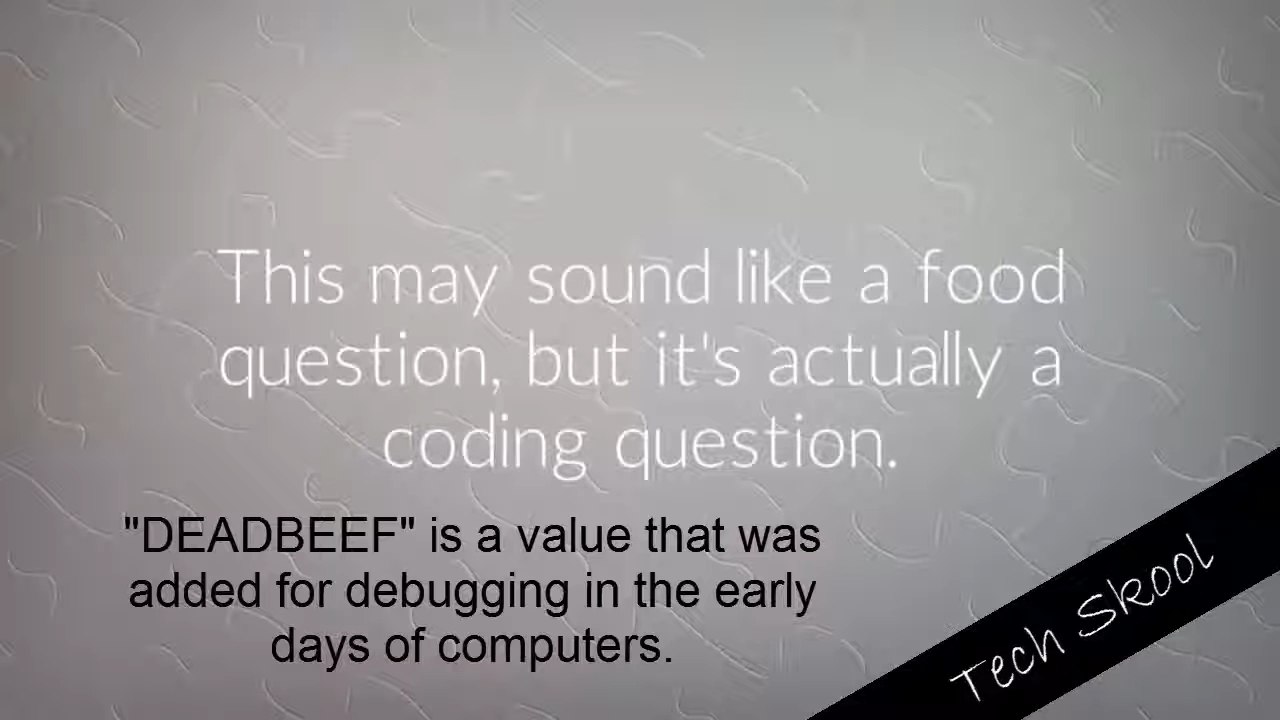 This may sound like a food
question, but it's actually a
coding question.
"DEADBEEF" is a value that was
added for debugging in the early
days of computers.
Tech Skool